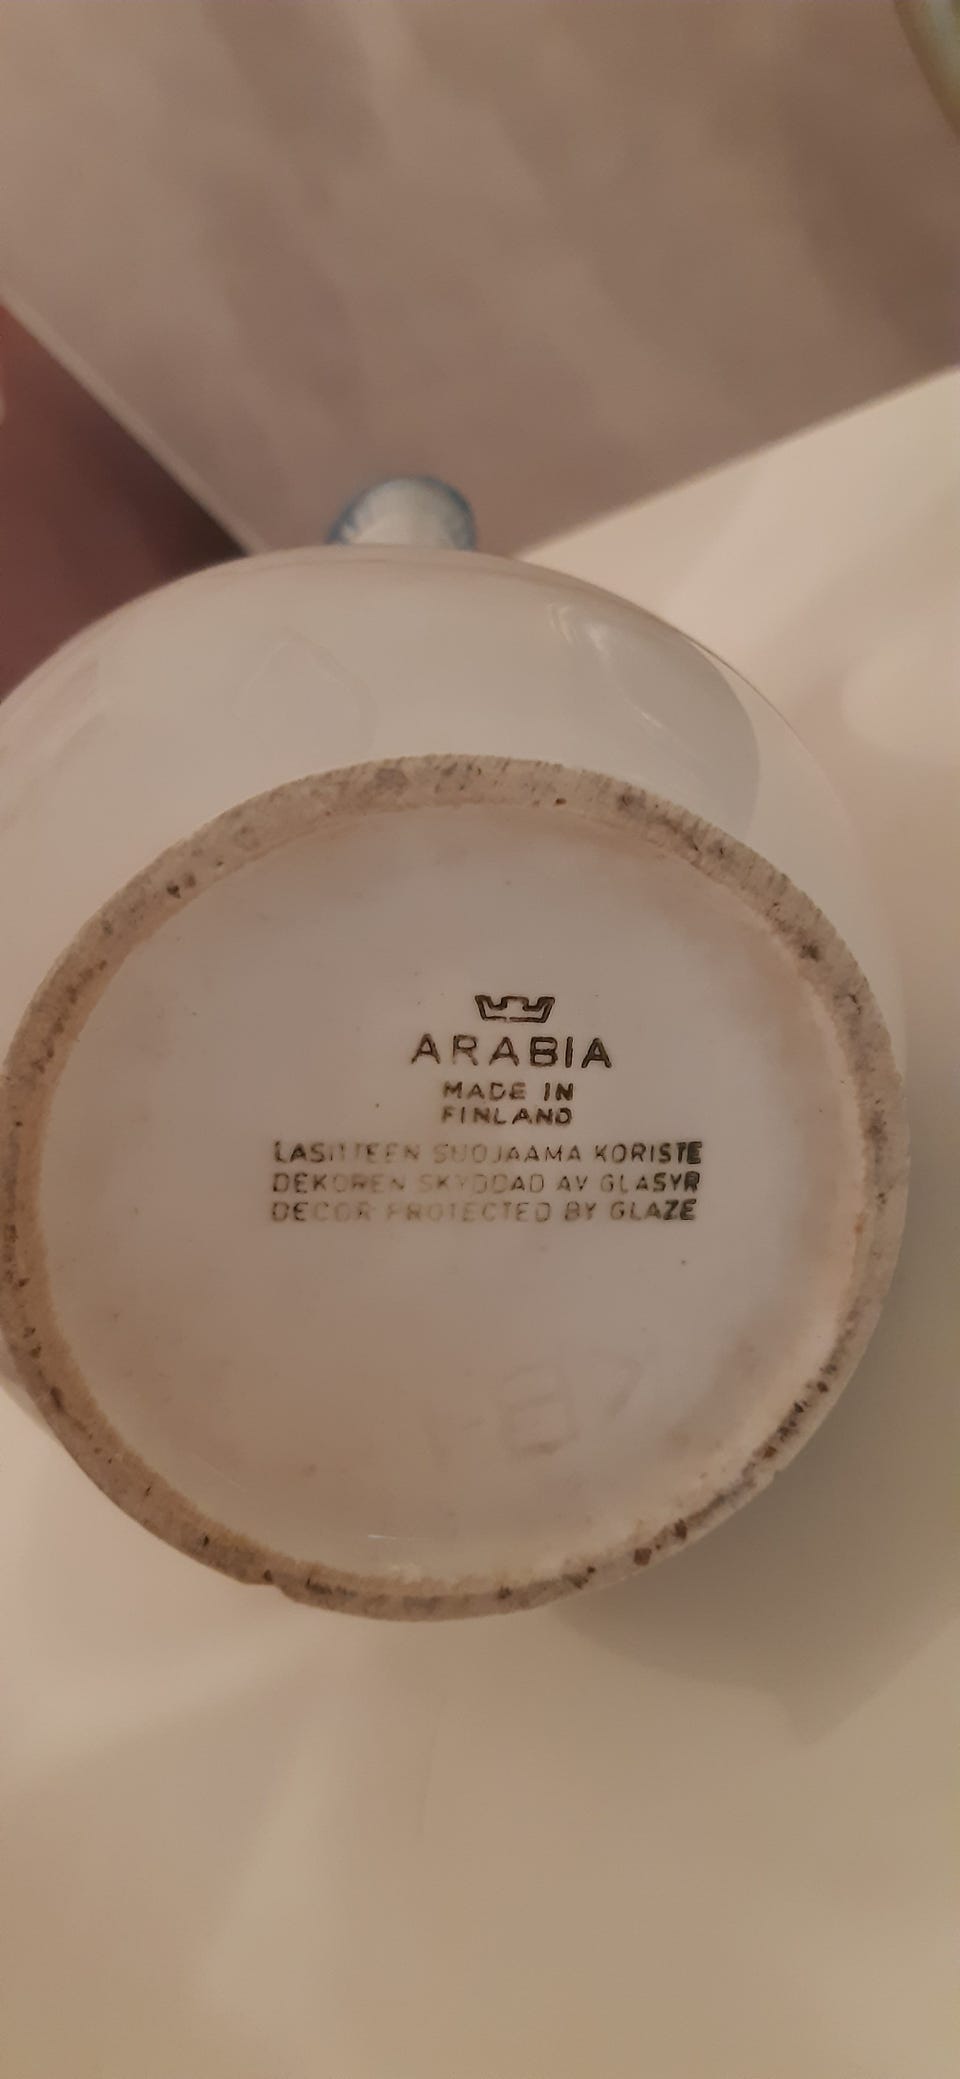 ARABIA
MADE IN
FINLAND
LASITTEEN SUOJAAMA KORISTE
DEKOREN SKYDDAD AV GLASYR
DECOR PROTECTED BY GLAZE